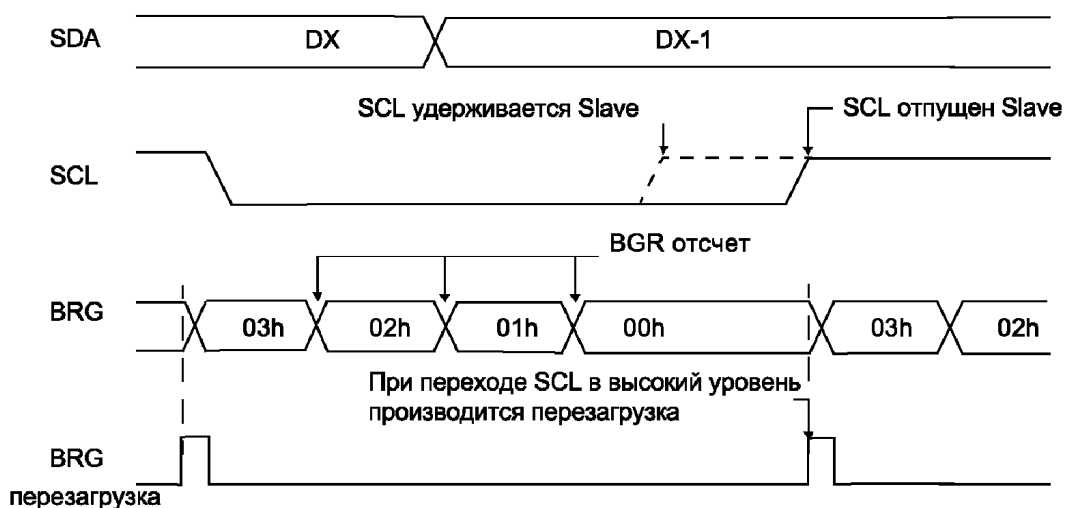 SDA DX DX-1
SCL удерживается Slave SCL отпущен Slave
SCL
BGR отсчет
BRG 03h 02h 01h 00h 03h 02h
При переходе SCL в высокий уровень
производится перезагрузка
BRG
перезагрузка